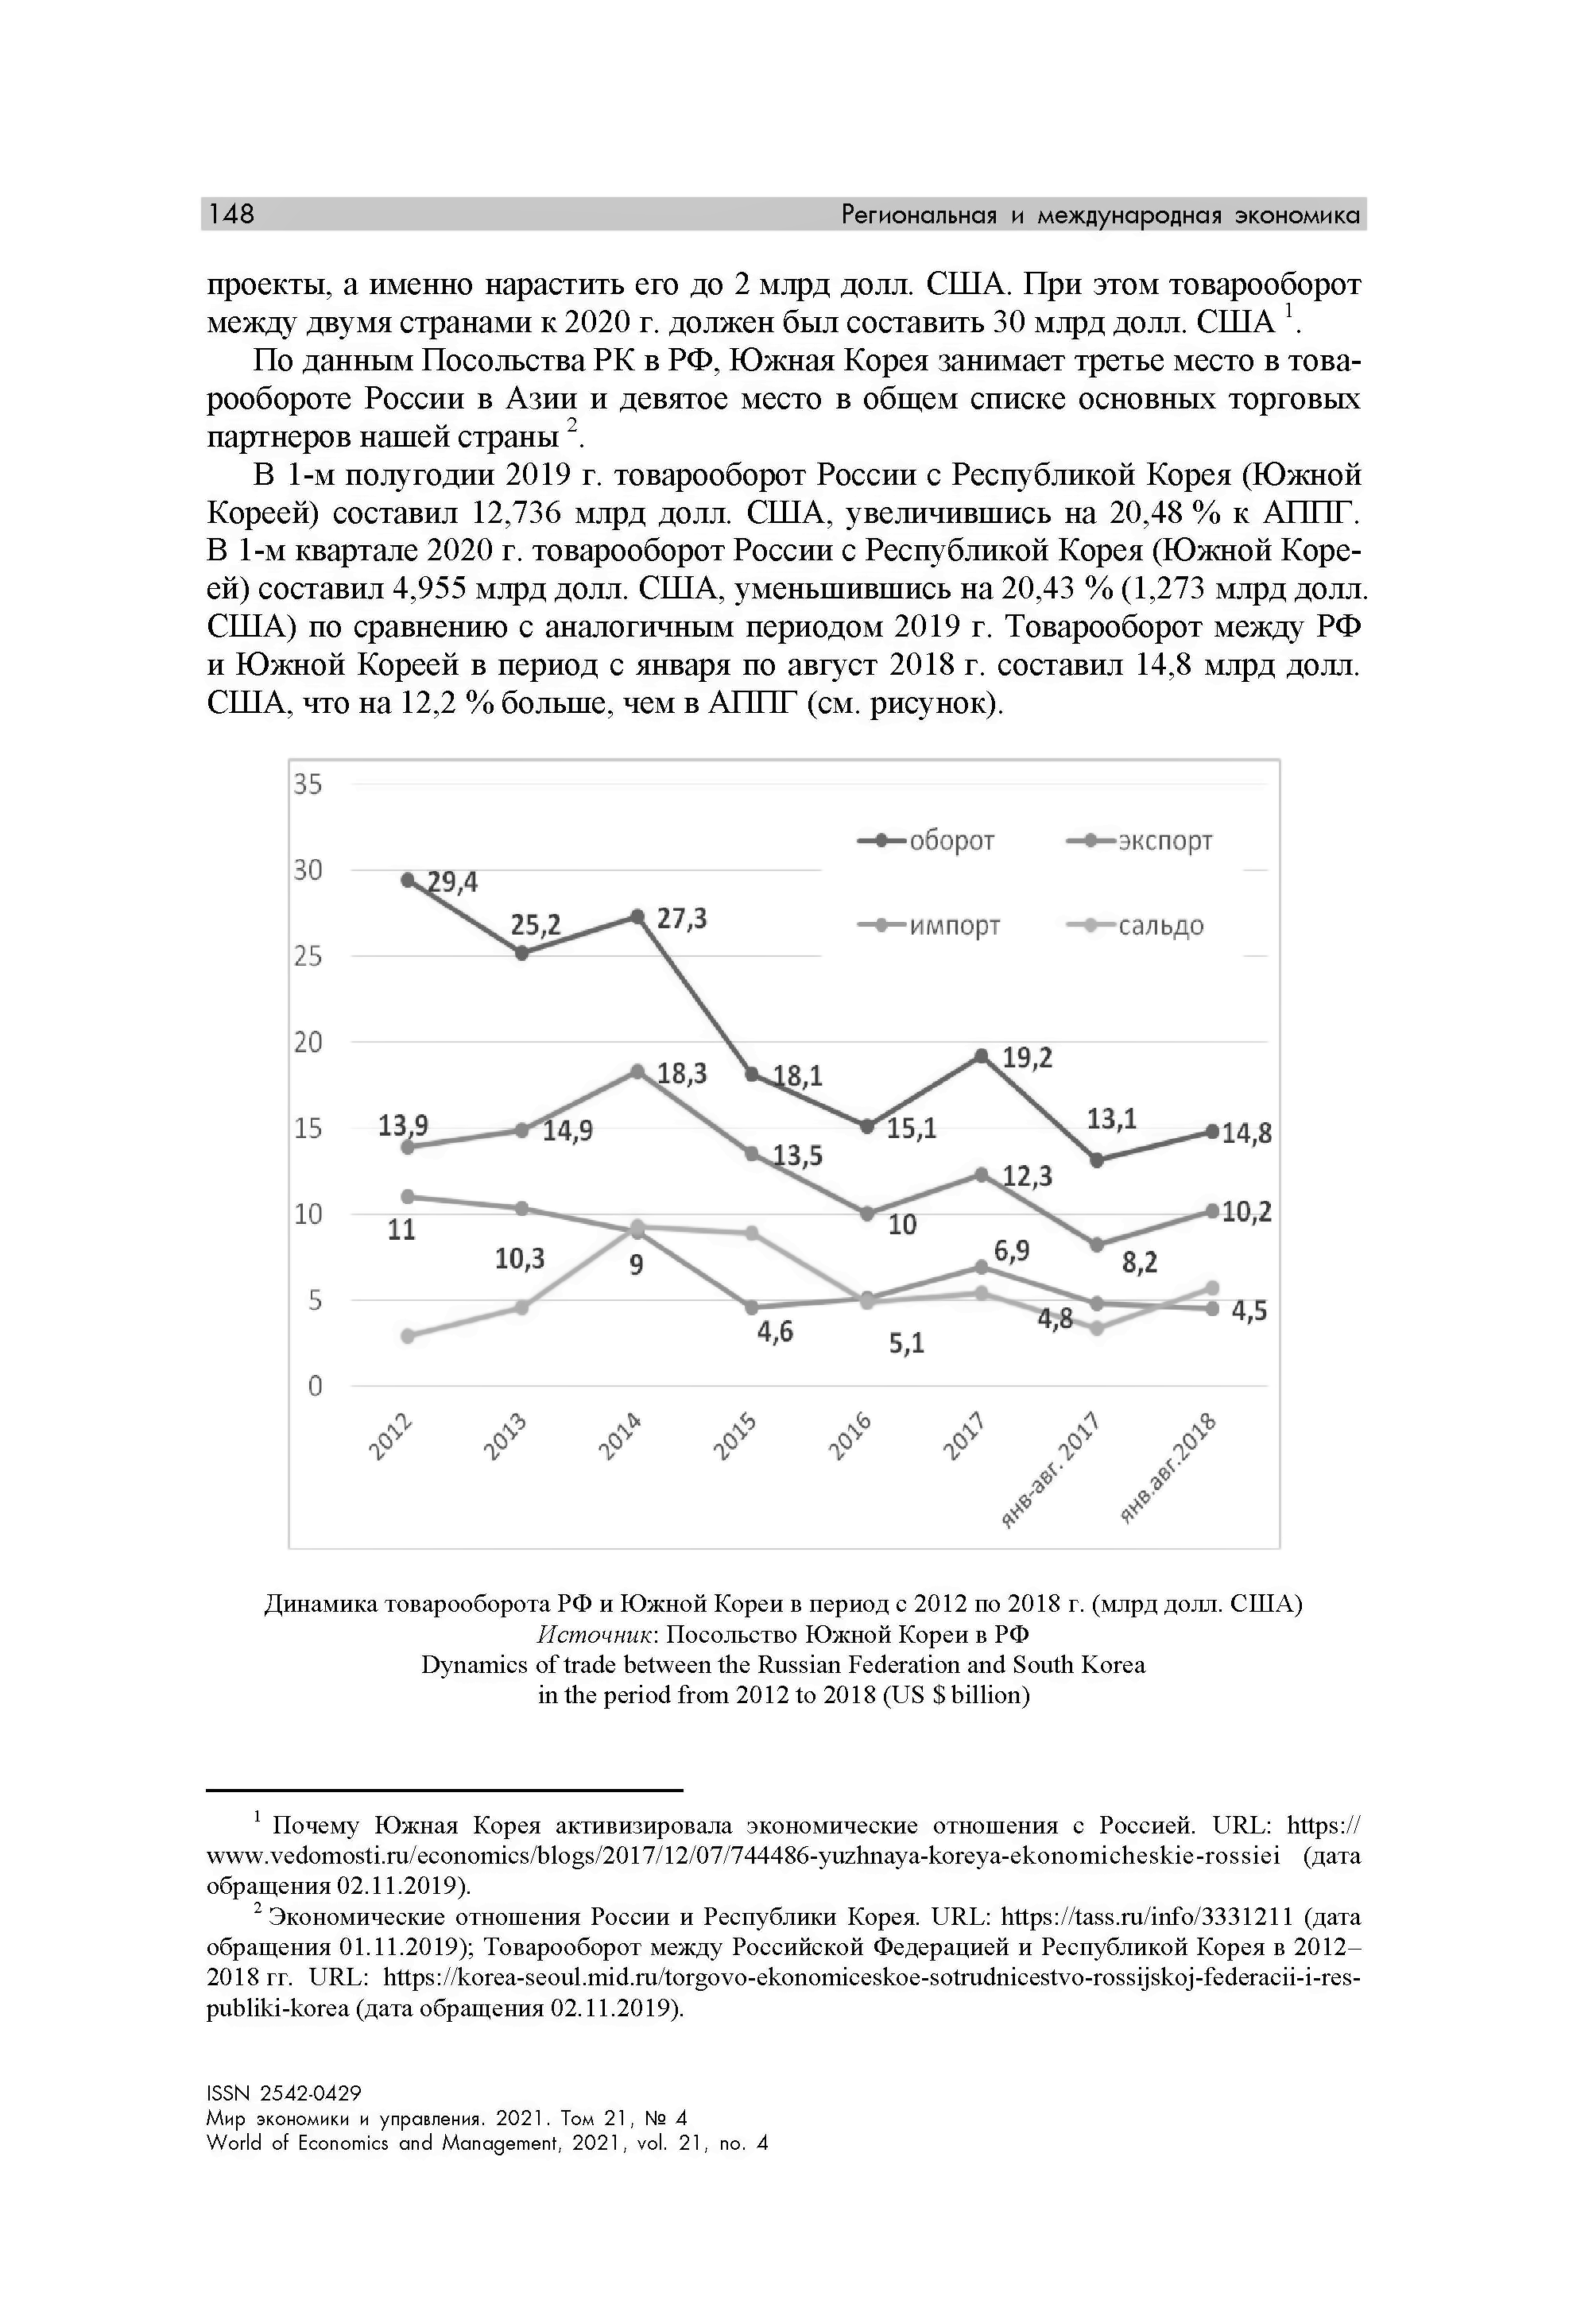 148 Региональная и международная экономика
проекты, а именно нарастить его до 2 млрд долл. США. При этом товарооборот
между двумя странами к 2020 г. должен был составить 30 млрд долл. США 1.
По данным Посольства РК в РФ, Южная Корея занимает третье место в това-
рообороте России в Азии и девятое место в общем списке основных торговых
партнеров нашей страны 2.
В 1-м полугодии 2019 г. товарооборот России с Республикой Корея (Южной
Кореей) составил 12,736 млрд долл. США, увеличившись на 20,48 % к АППГ.
В 1-м квартале 2020 г. товарооборот России с Республикой Корея (Южной Коре-
ей) составил 4,955 млрд долл. США, уменьшившись на 20,43 % (1,273 млрд долл.
США) по сравнению с аналогичным периодом 2019 г. Товарооборот между РФ
и Южной Кореей в период с января по август 2018 г. составил 14,8 млрд долл.
США, что на 12,2 % больше, чем в АППГ (см. рисунок).
35
оборот экспорт
30
29,4
25,2 27,3
импорт сальдо
25
20
19,2
18,3 18,1
13,9 14,9 15,1 13,1 14,8
15
13,5 12,3
10
11 10 10,2
10,3 9 6,9 8,2
5
4,6 5,1 4,8 4,5
0
2012 2013 2014 2015 2016 2017 янв-авг. 2017 янв.авг.2018
Динамика товарооборота РФ и Южной Кореи в период с 2012 по 2018 г. (млрд долл. США)
Источник: Посольство Южной Кореи в РФ
Dynamics of trade between the Russian Federation and South Korea
in the period from 2012 to 2018 (US $ billion)
1 Почему Южная Корея активизировала экономические отношения с Россией. URL: https://
www.vedomosti.ru/economics/blogs/2017/12/07/744486-yuzhnaya-koreya-ekonomicheskie-rossiei (дата
обращения 02.11.2019).
2 Экономические отношения России и Республики Корея. URL: https://tass.ru/info/3331211 (дата
обращения 01.11.2019); Товарооборот между Российской Федерацией и Республикой Корея в 2012–
2018 гг. URL: https://korea-seoul.mid.ru/torgovo-ekonomiceskoe-sotrudnicestvo-rossijskoj-federacii-i-res-
publiki-korea (дата обращения 02.11.2019).
ISSN 2542-0429
Мир экономики и управления. 2021. Том 21, № 4
World of Economics and Management, 2021, vol. 21, no. 4